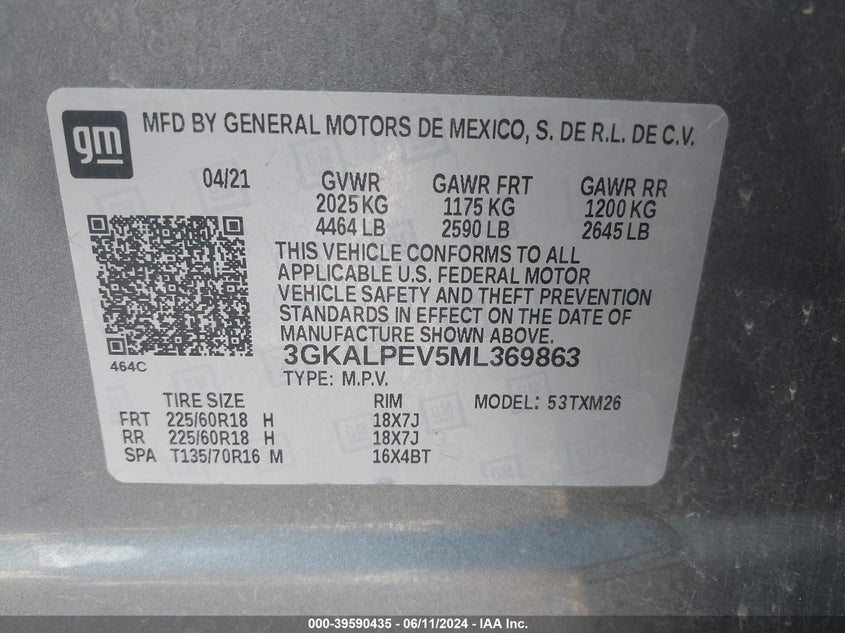 gm
MFD BY GENERAL MOTORS DE MEXICO, S. DE R.L. DE C.V.
04/21 GVWR GAWR FRT GAWR RR
2025 KG 1175 KG 1200 KG
4464 LB 2590 LB 2645 LB
THIS VEHICLE CONFORMS TO ALL
APPLICABLE U.S. FEDERAL MOTOR
VEHICLE SAFETY AND THEFT PREVENTION
STANDARDS IN EFFECT ON THE DATE OF
MANUFACTURE SHOWN ABOVE.
3GKALPEV5ML369863
464C
TYPE: M.P.V.
TIRE SIZE RIM MODEL: 53TXM26
FRT 225/60R18 H 18X7J
RR 225/60R18 H 18X7J
SPA T135/70R16 M 16X4BT
000-39590435 - 06/11/2024 - IAA Inc.